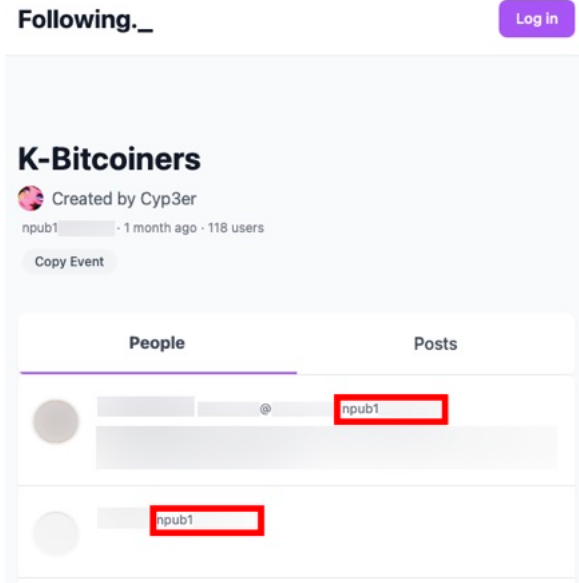 Following._
Log in
K-Bitcoiners
Created by Cyp3er
npub1 · 1 month ago · 118 users
Copy Event
People
Posts
@ npub1
npub1